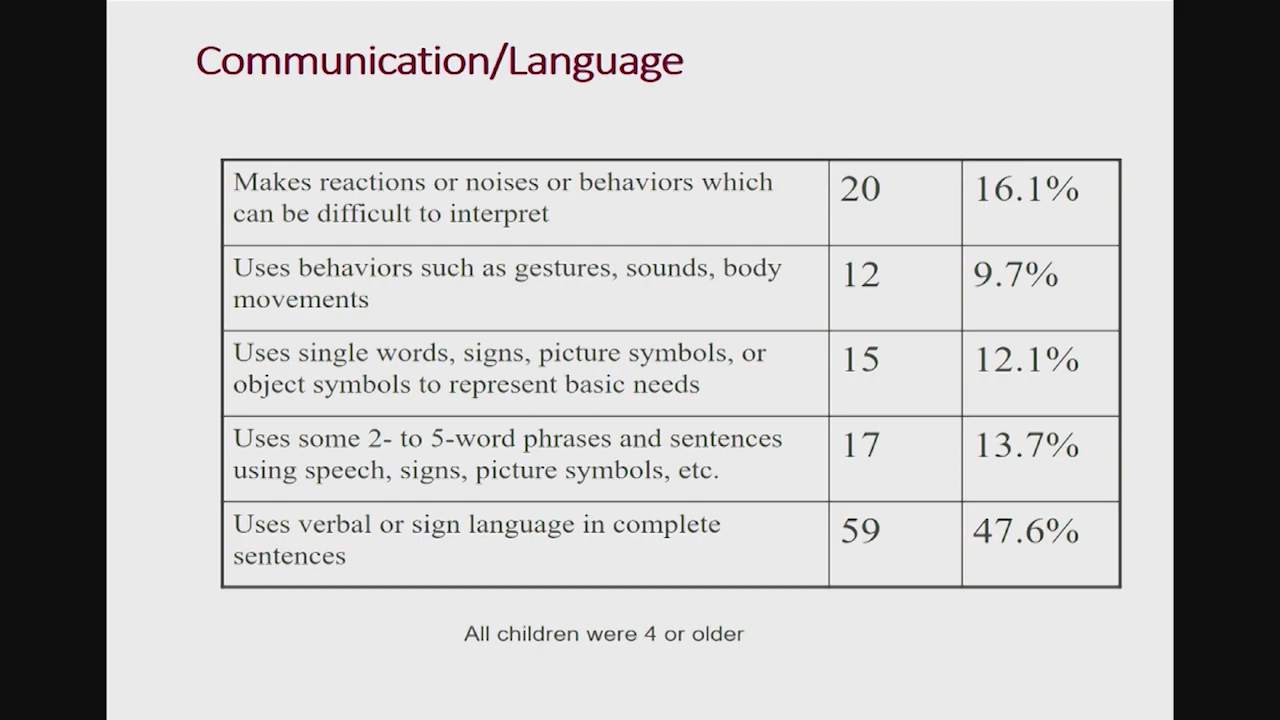 Communication/Language
Makes reactions or noises or behaviors which
can be difficult to interpret
20
16.1%
Uses behaviors such as gestures, sounds, body
movements
12
9.7%
Uses single words, signs, picture symbols, or
object symbols to represent basic needs
15
12.1%
Uses some 2- to 5-word phrases and sentences
using speech, signs, picture symbols, etc.
17
13.7%
Uses verbal or sign language in complete
sentences
59
47.6%
All children were 4 or older